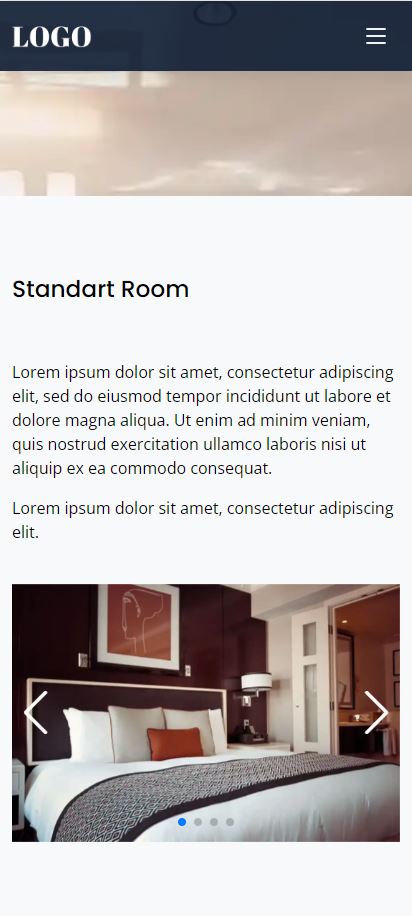 LOGO
Standart Room
Lorem ipsum dolor sit amet, consectetur adipiscing
elit, sed do eiusmod tempor incididunt ut labore et
dolore magna aliqua. Ut enim ad minim veniam,
quis nostrud exercitation ullamco laboris nisi ut
aliquip ex ea commodo consequat.
Lorem ipsum dolor sit amet, consectetur adipiscing
elit.